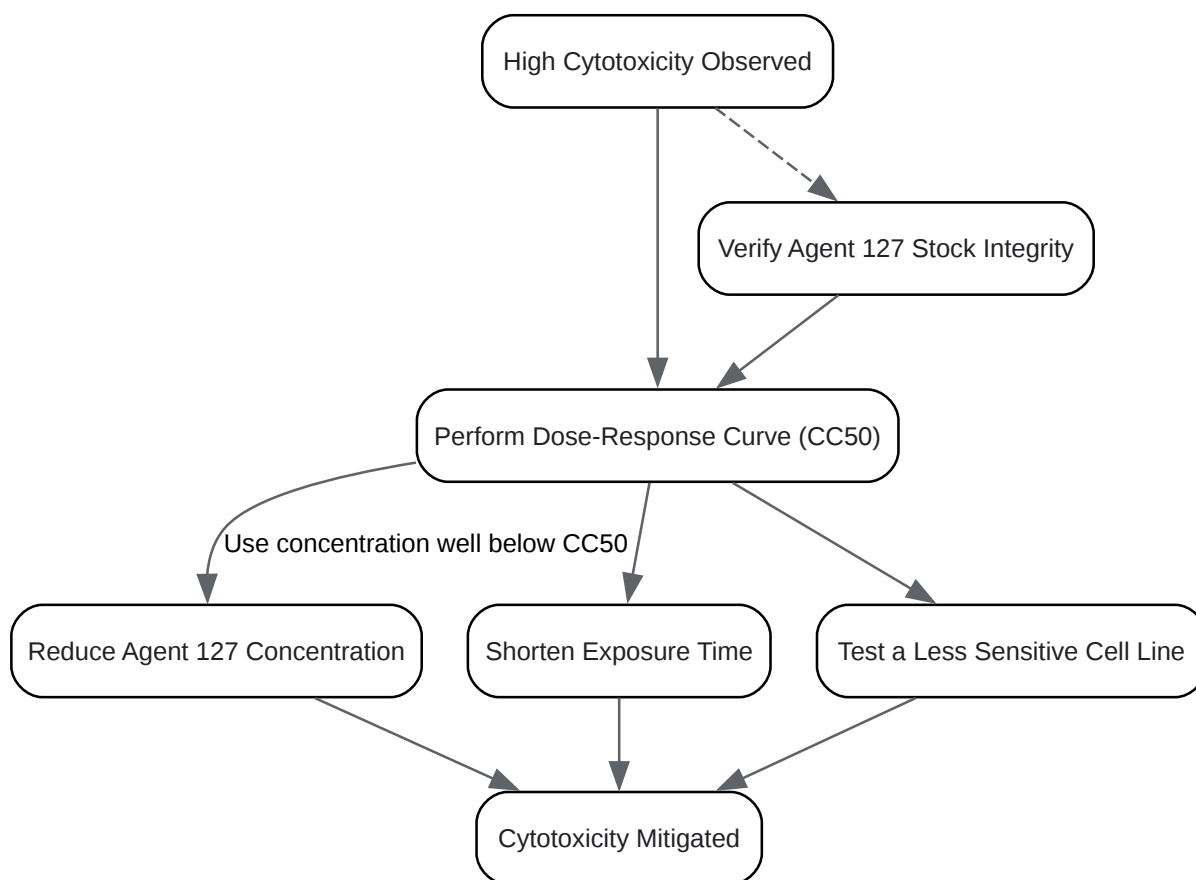 High Cytotoxicity Observed
Verify Agent 127 Stock Integrity
Perform Dose-Response Curve (CC50)
Use concentration well below CC50
Reduce Agent 127 Concentration
Shorten Exposure Time
Test a Less Sensitive Cell Line
Cytotoxicity Mitigated